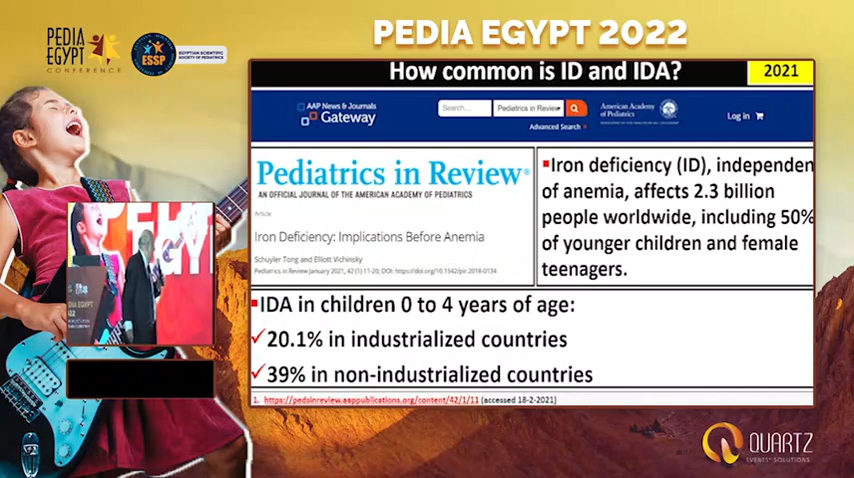 PEDIA
EGYPT
CONFERENCE
ESSP
EGYPTIAN SCIENTIFIC
SOCIETY OF PEDIATRICS
PEDIA EGYPT 2022
How common is ID and IDA?
2021
AAP News & Journals
Gateway
Search...
Pediatrics in Review
Advanced Search
American Academy
of Pediatrics
Log in
Pediatrics in Review
AN OFFICIAL JOURNAL OF THE AMERICAN ACADEMY OF PEDIATRICS
Article
Iron Deficiency: Implications Before Anemia
Schuyler Tong and Elliott Vichinsky
Pediatrics in Review January 2021, 42 (1) 11-20; DOI: https://doi.org/10.1542/pir.2018-0134
▪Iron deficiency (ID), independen
of anemia, affects 2.3 billion
people worldwide, including 50%
of younger children and female
teenagers.
▪IDA in children 0 to 4 years of age:
✓20.1% in industrialized countries
✓39% in non-industrialized countries
1. https://pedsinreview.aappublications.org/content/42/1/11 (accessed 18-2-2021)
QUARTZ
EVENTS SOLUTIONS